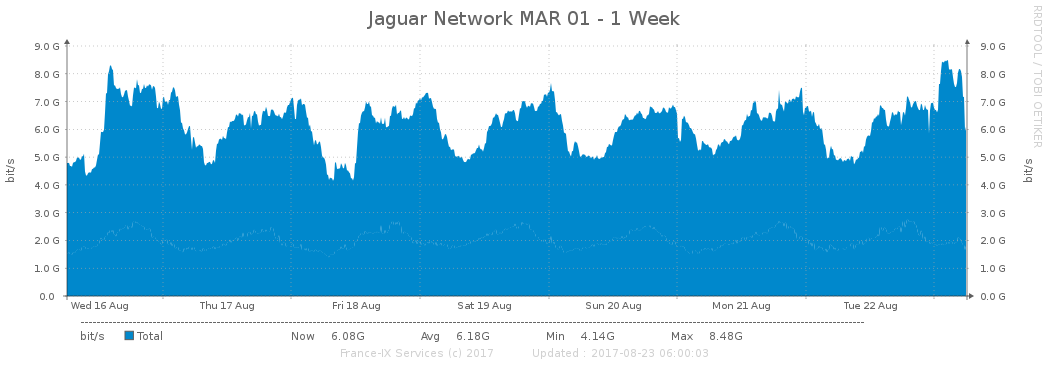 Jaguar Network MAR 01 - 1 Week
RRDTOOL / TOBI OETIKER
9.0 G 9.0 G
8.0 G 8.0 G
7.0 G 7.0 G
6.0 G 6.0 G
5.0 G 5.0 G
4.0 G 4.0 G
3.0 G 3.0 G
2.0 G 2.0 G
1.0 G 1.0 G
0.0 0.0 G
bit/s bit/s
Wed 16 Aug Thu 17 Aug Fri 18 Aug Sat 19 Aug Sun 20 Aug Mon 21 Aug Tue 22 Aug
bit/s Total Now 6.08G Avg 6.18G Min 4.14G Max 8.48G
France-IX Services (c) 2017 Updated : 2017-08-23 06:00:03